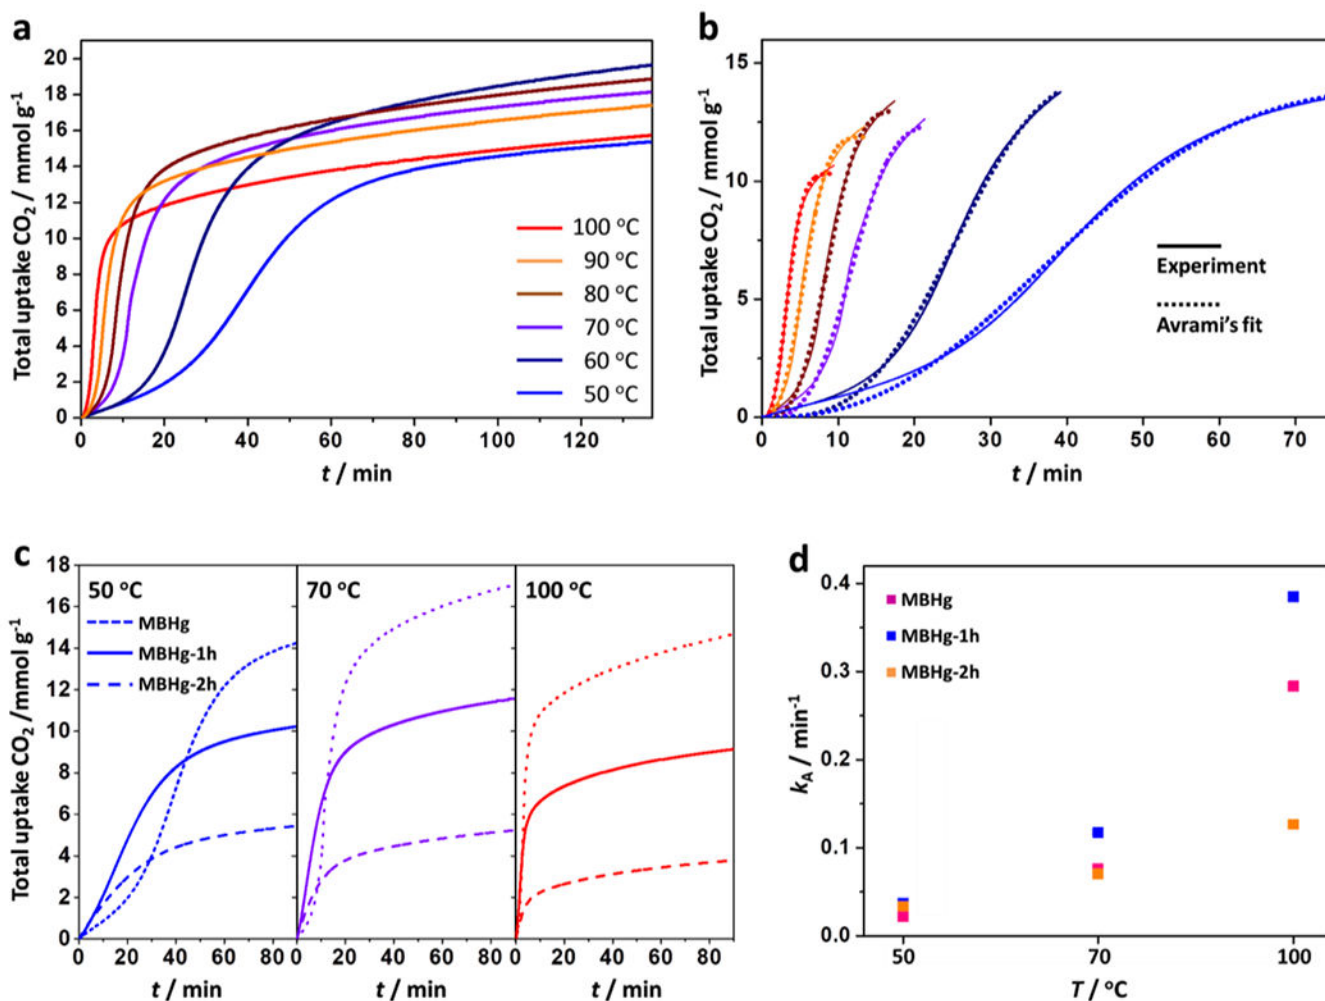 a
Total uptake CO₂ / mmol g⁻¹
20
18
16
14
12
10
8
6
4
2
0
100 °C
90 °C
80 °C
70 °C
60 °C
50 °C
0 20 40 60 80 100 120
t / min
b
Total uptake CO₂ / mmol g⁻¹
15
10
5
0
Experiment
Avrami's fit
0 10 20 30 40 50 60 70
t / min
c
Total uptake CO₂ /mmol g⁻¹
18
16
14
12
10
8
6
4
2
0
50 °C
MBHg
MBHg-1h
MBHg-2h
70 °C
100 °C
0 20 40 60 80 0 20 40 60 80 0 20 40 60 80
t / min t / min t / min
d
kA / min⁻¹
0.4
0.3
0.2
0.1
0.0
MBHg
MBHg-1h
MBHg-2h
50 70 100
T / °C